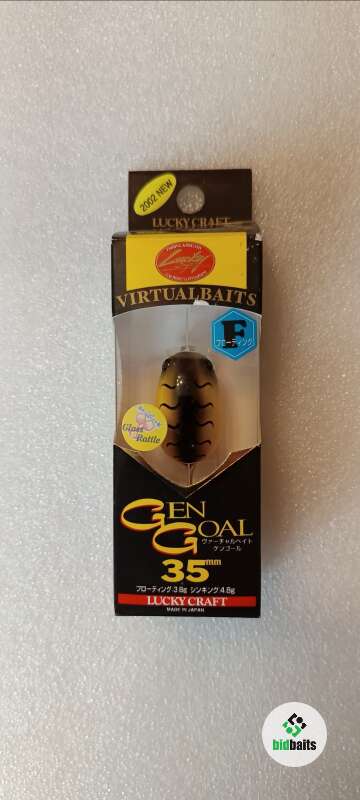 2002 NEW
LUCKY CRAFT
Lucky
VIRTUALBAITS
F
フローティング
Glass
Rattle
GEN
GOAL
ヴァーチャルベイト
ゲンゴール
35mm
フローティング:3.8g シンキング:4.8g
LUCKY CRAFT
MADE IN JAPAN
bidbaits